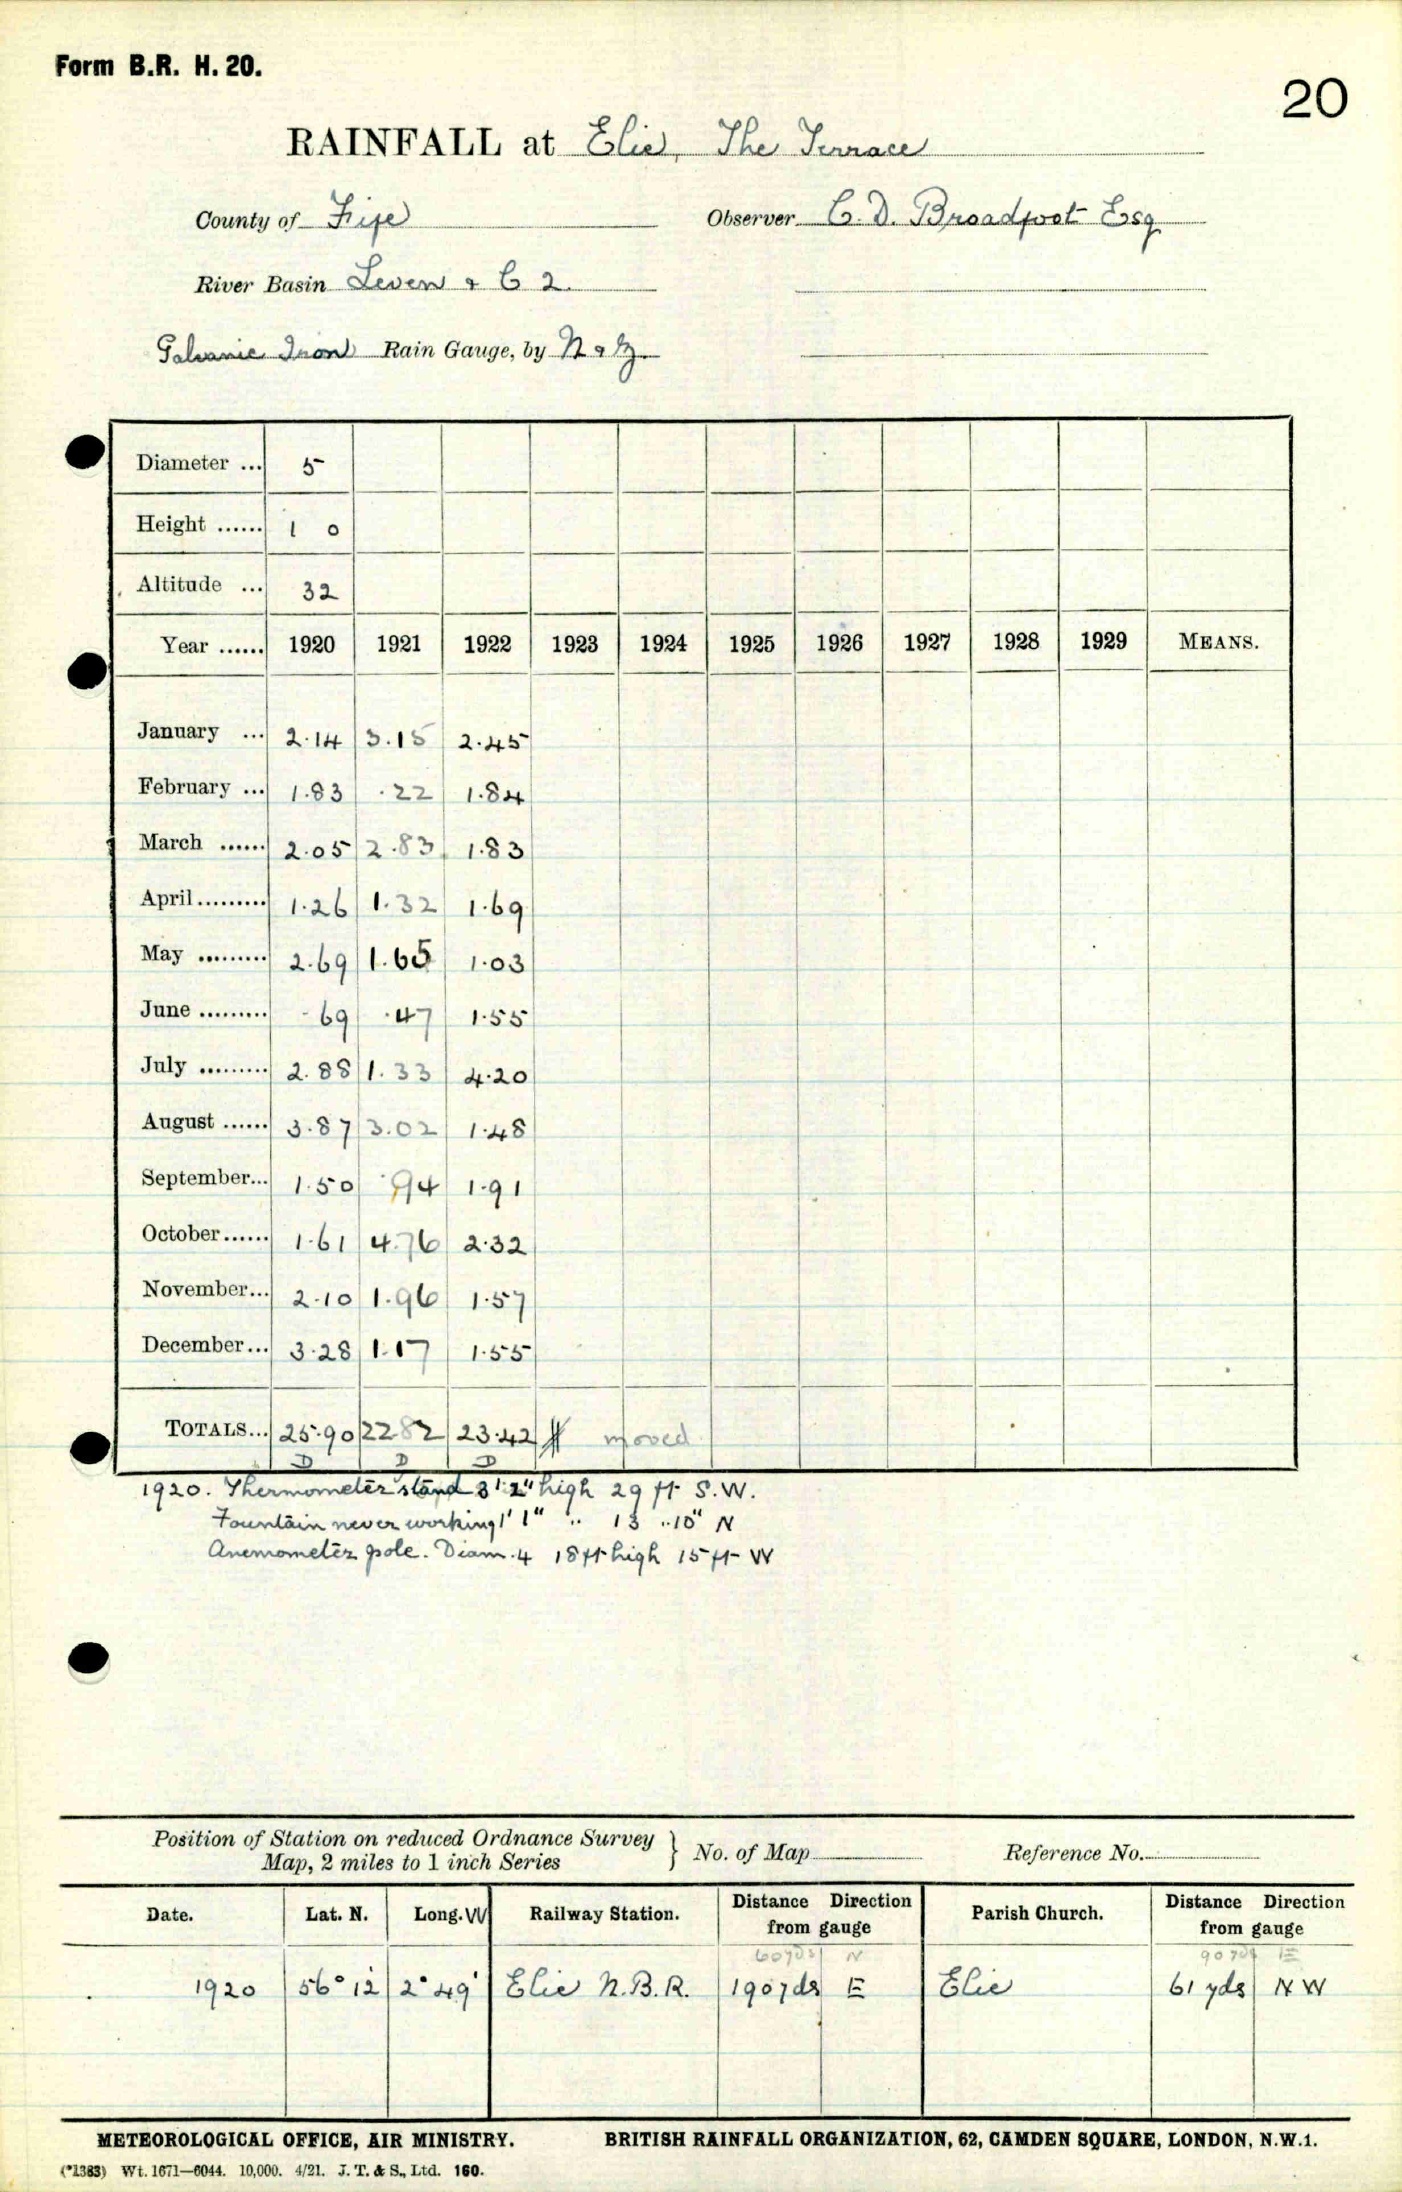 Form B.R. H. 20.
20
RAINFALL at Elie, The Terrace
County of Fife Observer C. D. Broadfoot Esq
River Basin Leven & C 2.
Galvanic Iron Rain Gauge, by N & Z
Diameter ... 5
Height ...... 1 0
Altitude ... 32
Year ...... 1920 1921 1922 1923 1924 1925 1926 1927 1928 1929 MEANS.
January ... 2.14 3.15 2.45
February ... 1.83 .22 1.84
March ...... 2.05 2.83 1.83
April ......... 1.26 1.32 1.69
May ......... 2.69 1.65 1.03
June ......... .69 .47 1.55
July ......... 2.88 1.33 4.20
August ...... 3.87 3.02 1.48
September... 1.50 .94 1.91
October...... 1.61 4.76 2.32
November... 2.10 1.96 1.57
December... 3.28 1.17 1.55
TOTALS... 25.90 22 82 23.42 moved
D D D
1920. Thermometer stand 3' 2" high 29 ft S.W.
Fountain never working 1' 1" " 13 " 10" N
Anemometer pole. Diam. 4 18 ft high 15 ft W
Position of Station on reduced Ordnance Survey
Map, 2 miles to 1 inch Series } No. of Map Reference No.
Date. Lat. N. Long. W Railway Station. Distance Direction from gauge Parish Church. Distance Direction from gauge
60 yds N 90 yds E
1920 56° 12' 2° 49' Elie N.B.R. 190 yds E Elie 61 yds N W
METEOROLOGICAL OFFICE, AIR MINISTRY. BRITISH RAINFALL ORGANIZATION, 62, CAMDEN SQUARE, LONDON, N.W.1.
(*1383) Wt. 1671—6044. 10,000. 4/21. J. T. & S., Ltd. 160.